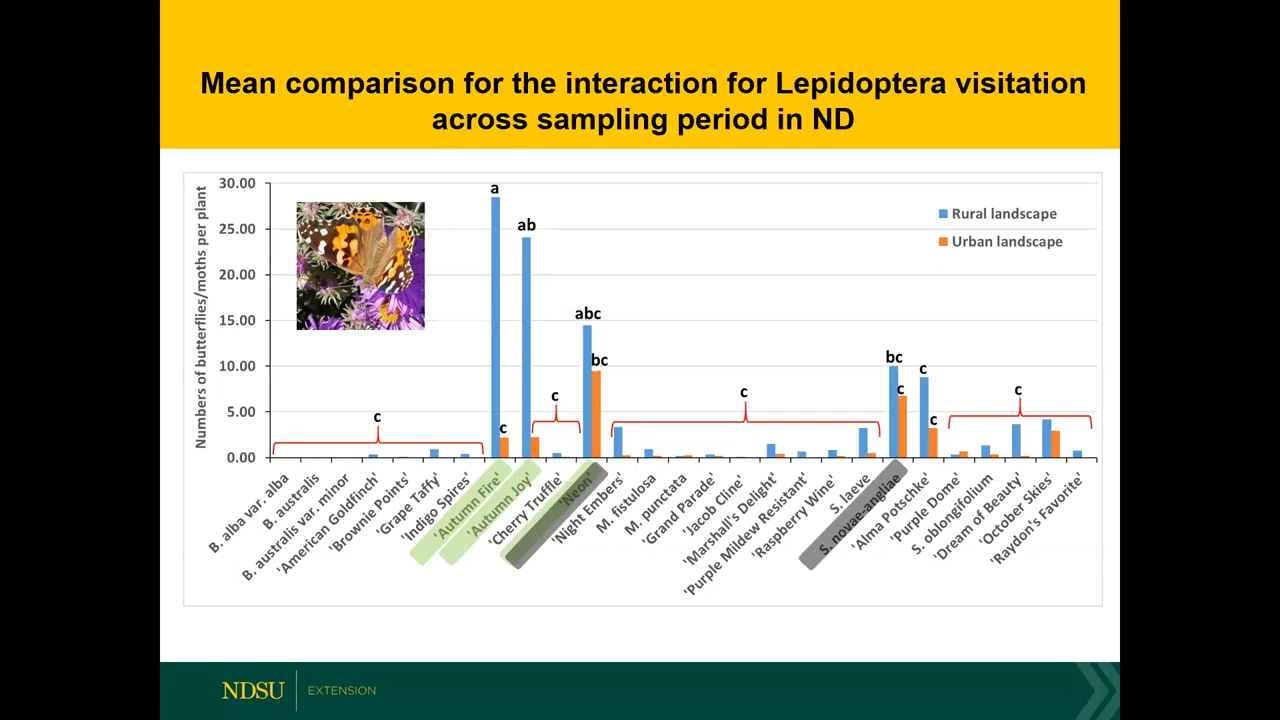 Mean comparison for the interaction for Lepidoptera visitation
across sampling period in ND
Numbers of butterflies/moths per plant
30.00
25.00
20.00
15.00
10.00
5.00
0.00
Rural landscape
Urban landscape
c
a
c
ab
c
abc
bc
c
bc
c
c
c
c
B. alba var. alba
B. australis
B. australis var. minor
'American Goldfinch'
'Brownie Points'
'Grape Taffy'
'Indigo Spires'
'Autumn Fire'
'Autumn Joy'
'Cherry Truffle'
'Neon'
'Night Embers'
M. fistulosa
M. punctata
'Grand Parade'
'Jacob Cline'
'Marshall's Delight'
'Purple Mildew Resistant'
'Raspberry Wine'
S. laeve
S. novae-angliae
'Alma Potschke'
'Purple Dome'
S. oblongifolium
'Dream of Beauty'
'October Skies'
'Raydon's Favorite'
NDSU
EXTENSION